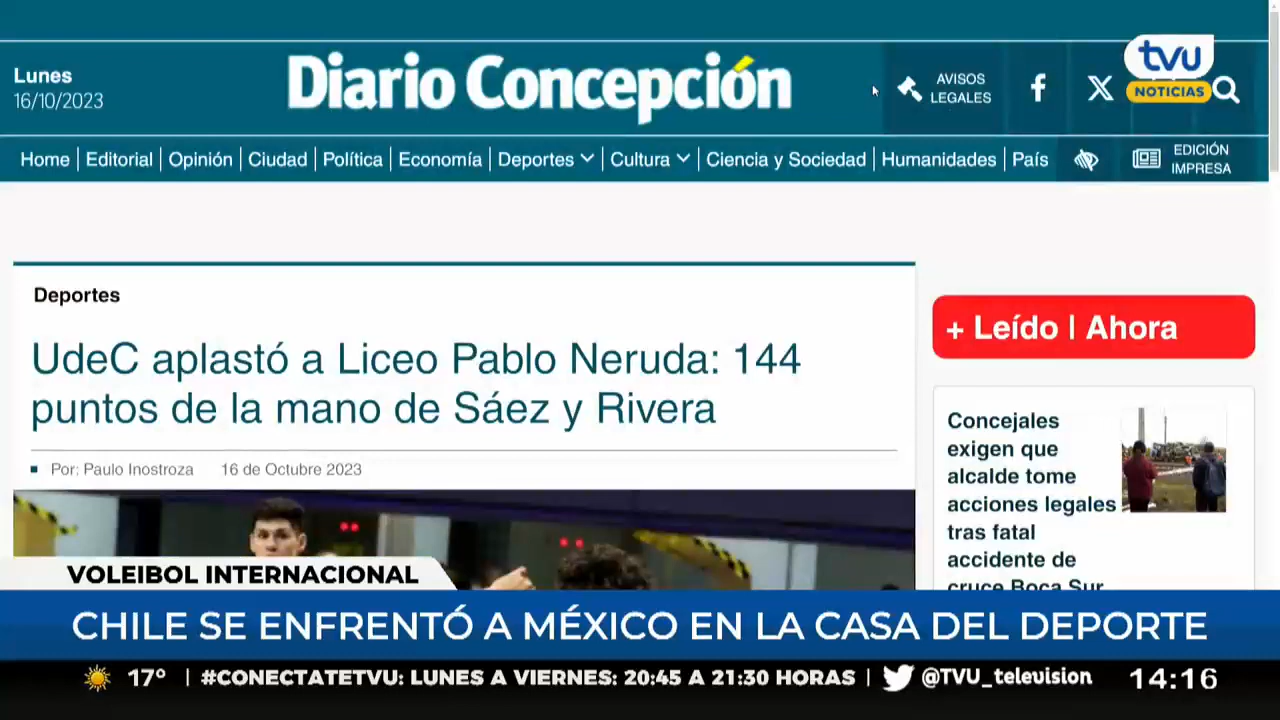 Lunes
16/10/2023
Diario Concepción
AVISOS
LEGALES
tvu
NOTICIAS
Home
Editorial
Opinión
Ciudad
Política
Economía
Deportes
Cultura
Ciencia y Sociedad
Humanidades
País
EDICIÓN
IMPRESA
Deportes
UdeC aplastó a Liceo Pablo Neruda: 144
puntos de la mano de Sáez y Rivera
Por: Paulo Inostroza
16 de Octubre 2023
+ Leído | Ahora
Concejales
exigen que
alcalde tome
acciones legales
tras fatal
accidente de
cruce Boca Sur
VOLEIBOL INTERNACIONAL
CHILE SE ENFRENTÓ A MÉXICO EN LA CASA DEL DEPORTE
17° | #CONECTATETVU: LUNES A VIERNES: 20:45 A 21:30 HORAS | @TVU_television
14:16